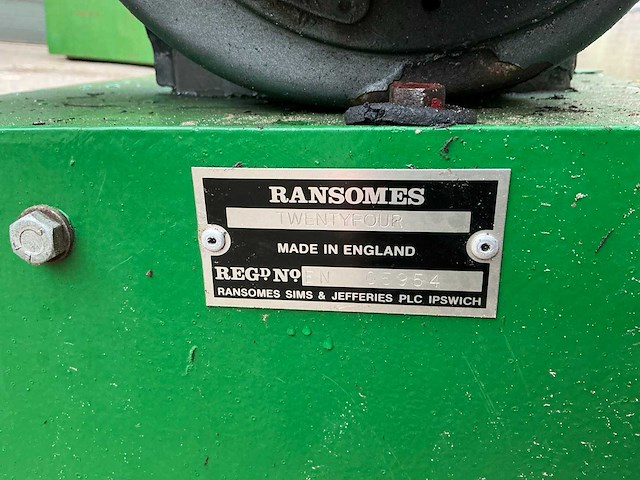 RANSOMES
TWENTYFOUR
MADE IN ENGLAND
REGD NO
RANSOMES SIMS & JEFFERIES PLC IPSWICH